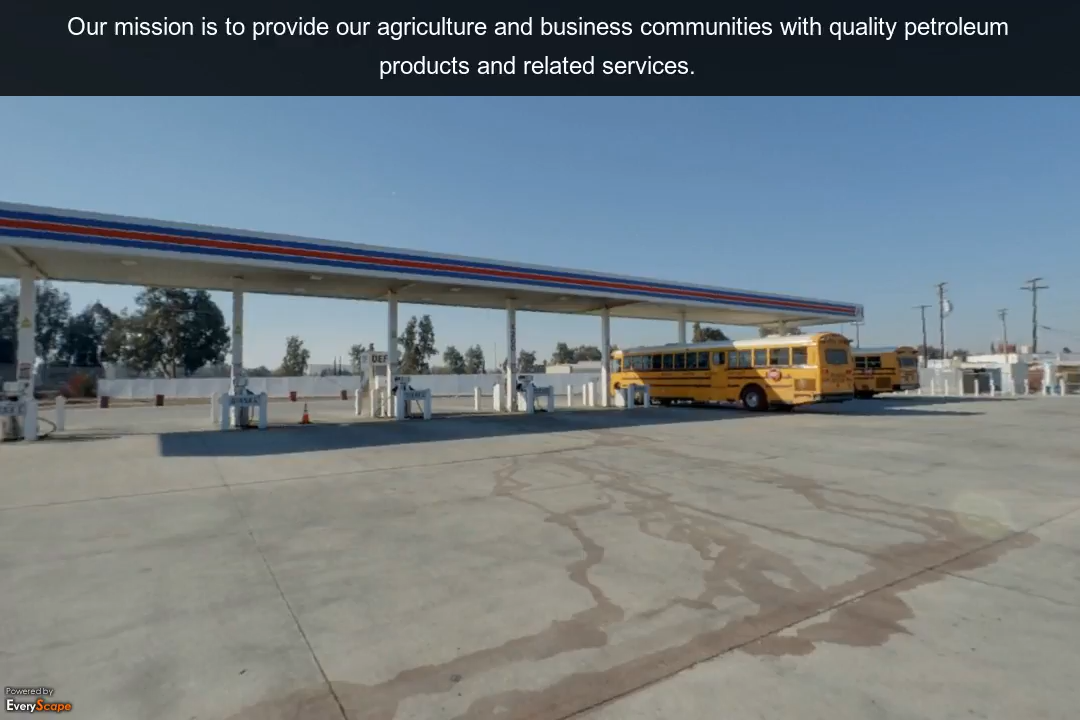 Our mission is to provide our agriculture and business communities with quality petroleum
products and related services.
DEF
Powered by
EveryScape